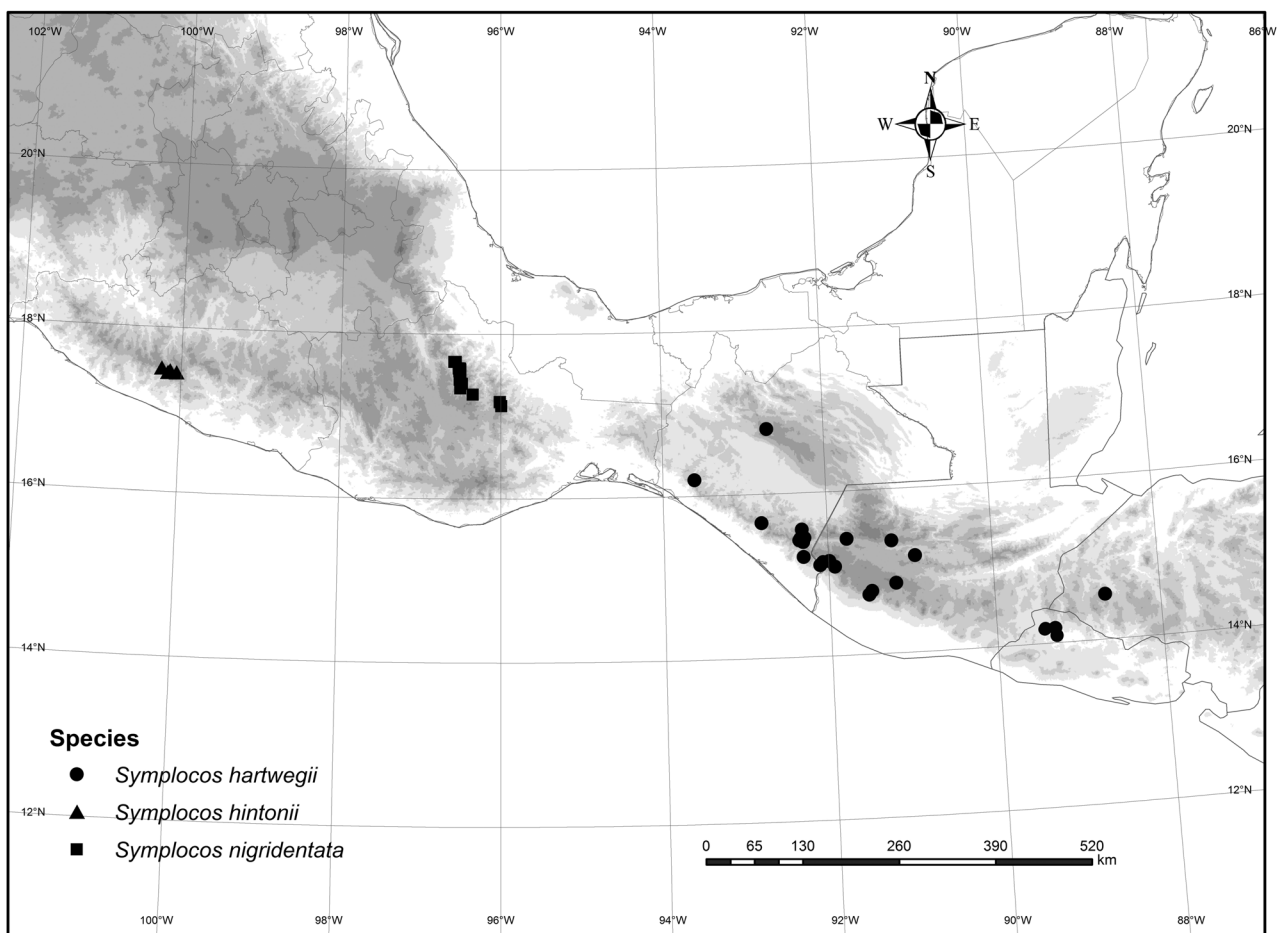 102°W 100°W 98°W 96°W 94°W 92°W 90°W 88°W 86°W
N
W E
S
20°N 20°N
18°N 18°N
16°N 16°N
14°N 14°N
Species
Symplocos hartwegii
12°N 12°N
Symplocos hintonii
Symplocos nigridentata
0 65 130 260 390 520
km
100°W 98°W 96°W 94°W 92°W 90°W 88°W